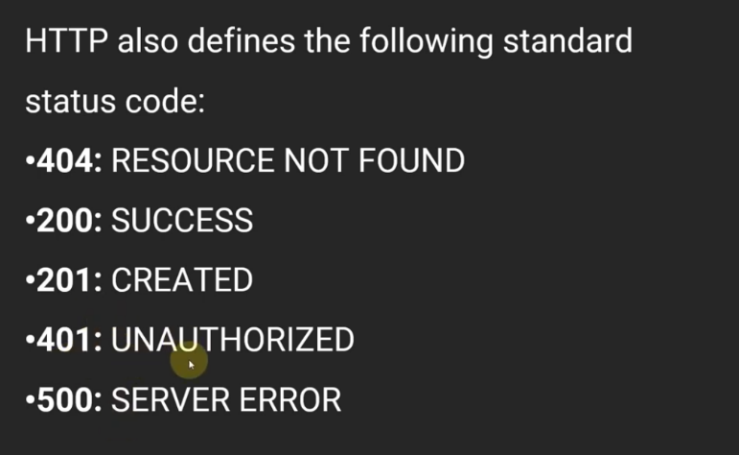 HTTP also defines the following standard
status code:
•404: RESOURCE NOT FOUND
•200: SUCCESS
•201: CREATED
•401: UNAUTHORIZED
•500: SERVER ERROR